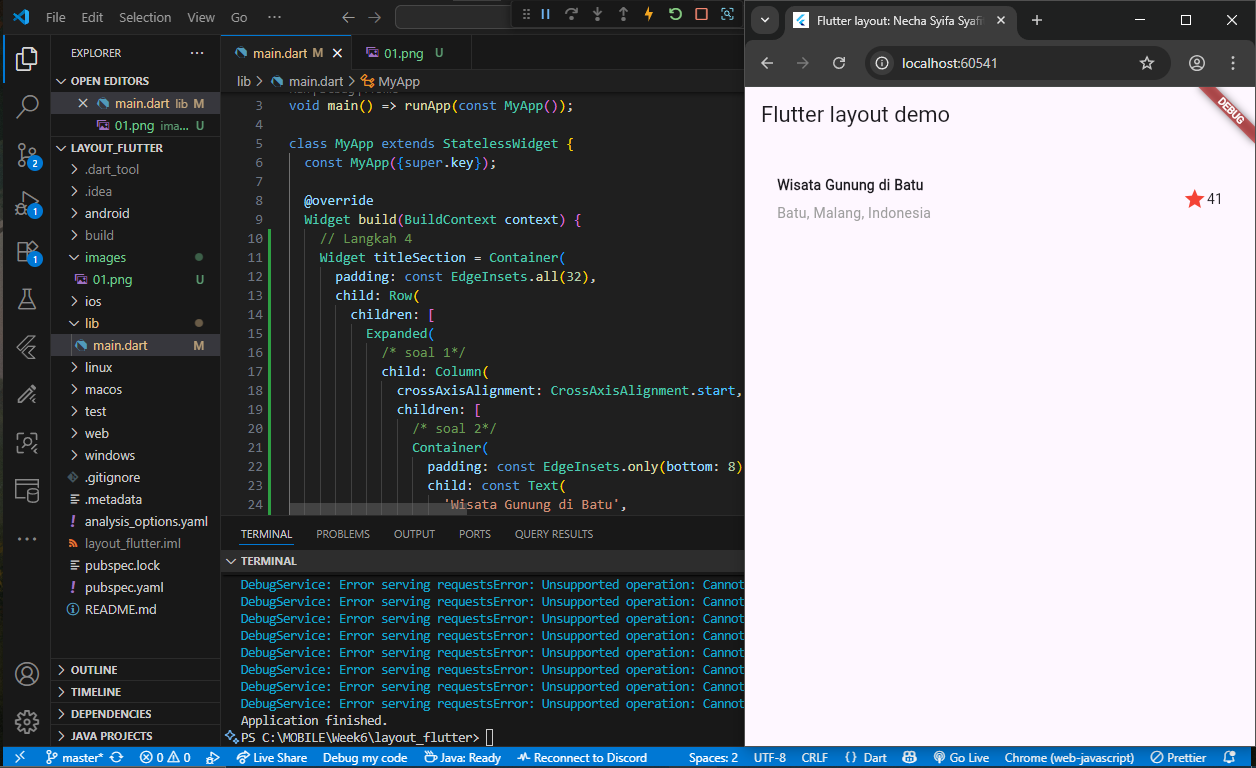 File Edit Selection View Go ···
EXPLORER
OPEN EDITORS
main.dart lib M
01.png ima... U
LAYOUT_FLUTTER
.dart_tool
.idea
android
build
images
01.png U
ios
lib
main.dart M
linux
macos
test
web
windows
.gitignore
.metadata
analysis_options.yaml
layout_flutter.iml
pubspec.lock
pubspec.yaml
README.md
OUTLINE
TIMELINE
DEPENDENCIES
JAVA PROJECTS
2
1
1
main.dart M
01.png U
lib > main.dart > MyApp
3 void main() => runApp(const MyApp());
4
5 class MyApp extends StatelessWidget {
6 const MyApp({super.key});
7
8 @override
9 Widget build(BuildContext context) {
10 // Langkah 4
11 Widget titleSection = Container(
12 padding: const EdgeInsets.all(32),
13 child: Row(
14 children: [
15 Expanded(
16 /* soal 1*/
17 child: Column(
18 crossAxisAlignment: CrossAxisAlignment.start,
19 children: [
20 /* soal 2*/
21 Container(
22 padding: const EdgeInsets.only(bottom: 8)
23 child: const Text(
24 'Wisata Gunung di Batu',
TERMINAL PROBLEMS OUTPUT PORTS QUERY RESULTS
TERMINAL
DebugService: Error serving requestsError: Unsupported operation: Cannot
DebugService: Error serving requestsError: Unsupported operation: Cannot
DebugService: Error serving requestsError: Unsupported operation: Cannot
DebugService: Error serving requestsError: Unsupported operation: Cannot
DebugService: Error serving requestsError: Unsupported operation: Cannot
DebugService: Error serving requestsError: Unsupported operation: Cannot
DebugService: Error serving requestsError: Unsupported operation: Cannot
DebugService: Error serving requestsError: Unsupported operation: Cannot
Application finished.
PS C:\MOBILE\Week6\layout_flutter>
master* 0 0 Live Share Debug my code Java: Ready Reconnect to Discord Spaces: 2 UTF-8 CRLF {} Dart Go Live Chrome (web-javascript) Prettier
Flutter layout: Necha Syifa Syafi
localhost:60541
Flutter layout demo
DEBUG
Wisata Gunung di Batu
Batu, Malang, Indonesia
41